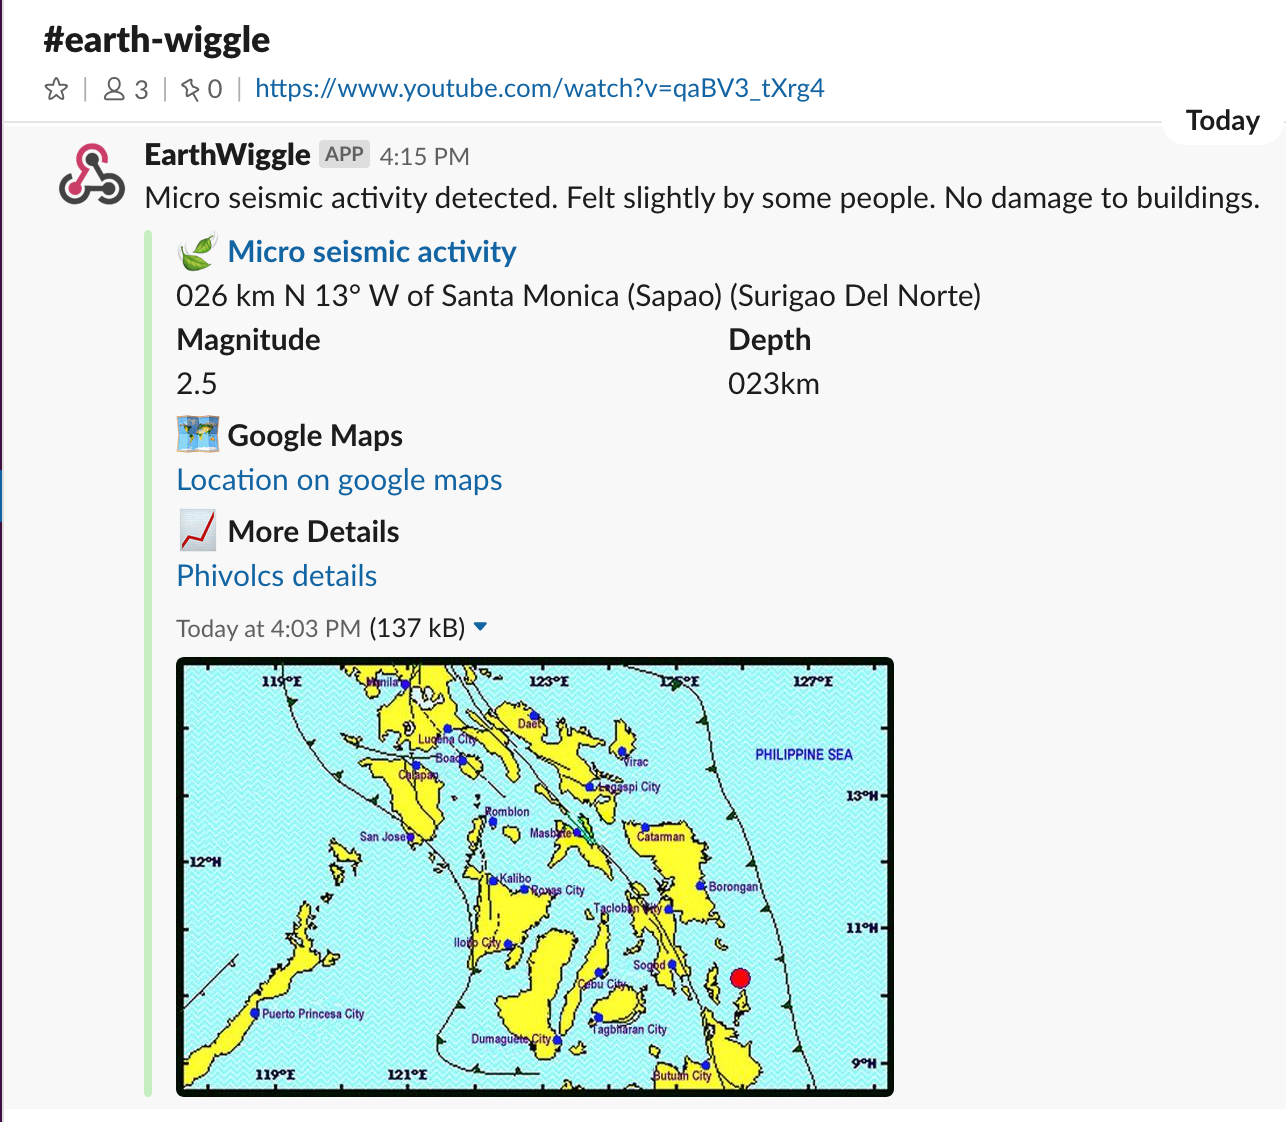 #earth-wiggle
3
0
https://www.youtube.com/watch?v=qaBV3_tXrg4
Today
EarthWiggle APP 4:15 PM
Micro seismic activity detected. Felt slightly by some people. No damage to buildings.
Micro seismic activity
026 km N 13° W of Santa Monica (Sapao) (Surigao Del Norte)
Magnitude Depth
2.5 023km
Google Maps
Location on google maps
More Details
Phivolcs details
Today at 4:03 PM (137 kB)
119°E 123°E 125°E 127°E
Manila
Daet
Lucena City
PHILIPPINE SEA
Boac
Virac
Calapan
Legaspi City
13°N
Romblon
San Jose
Masbate
Catarman
12°N
Kalibo
Roxas City
Borongan
Tacloban City
11°N
Iloilo City
Sogod
Cebu City
Puerto Princesa City
Tagbilaran City
Dumaguete City
9°N
119°E 121°E
Butuan City